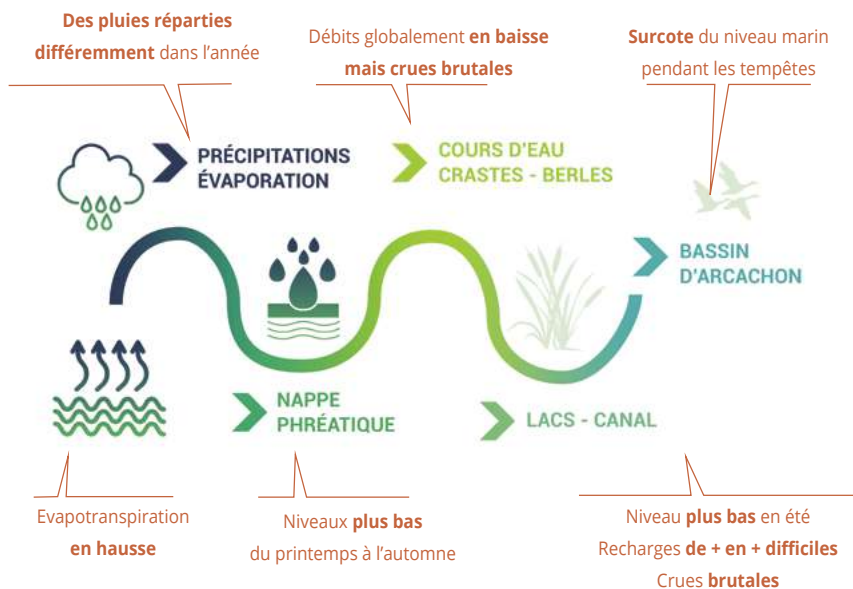 Des pluies réparties
différemment dans l'année
Débits globalement en baisse
mais crues brutales
Surcote du niveau marin
pendant les tempêtes
PRÉCIPITATIONS
ÉVAPORATION
COURS D'EAU
CRASTES - BERLES
BASSIN
D'ARCACHON
NAPPE
PHRÉATIQUE
LACS - CANAL
Evapotranspiration
en hausse
Niveaux plus bas
du printemps à l'automne
Niveau plus bas en été
Recharges de + en + difficiles
Crues brutales